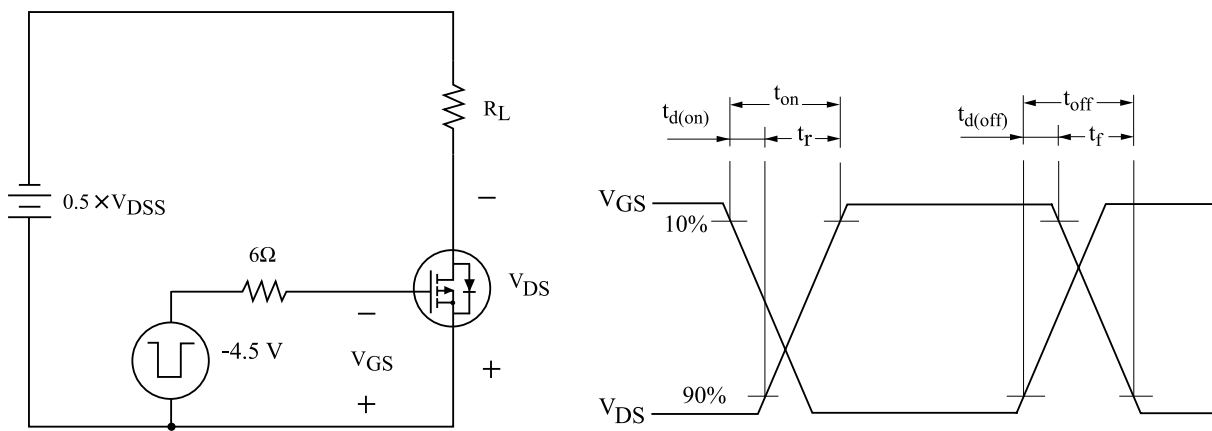 R_L
0.5 × V_DSS
−
6Ω
V_DS
−
-4.5 V
V_GS
+
+
t_on
t_d(on)
t_r
t_off
t_d(off)
t_f
V_GS
10%
90%
V_DS